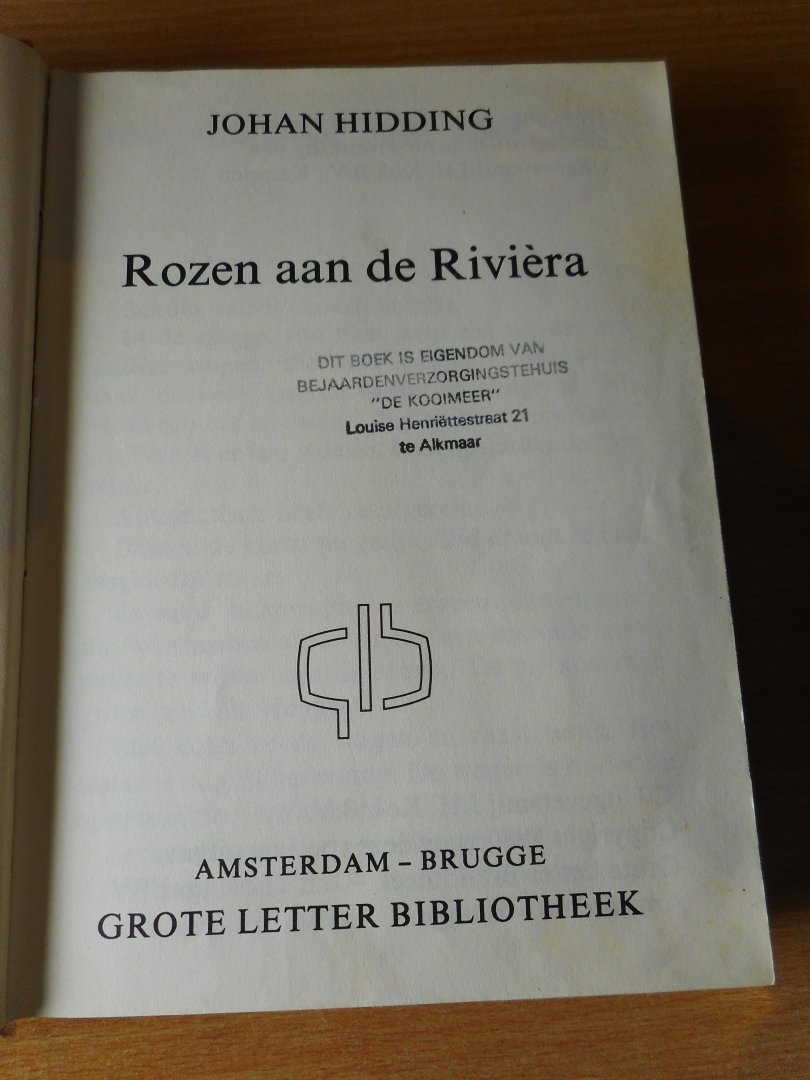 JOHAN HIDDING
Rozen aan de Rivièra
DIT BOEK IS EIGENDOM VAN
BEJAARDENVERZORGINGSTEHUIS
"DE KOOIMEER"
Louise Henriëttestraat 21
te Alkmaar
glb
AMSTERDAM – BRUGGE
GROTE LETTER BIBLIOTHEEK